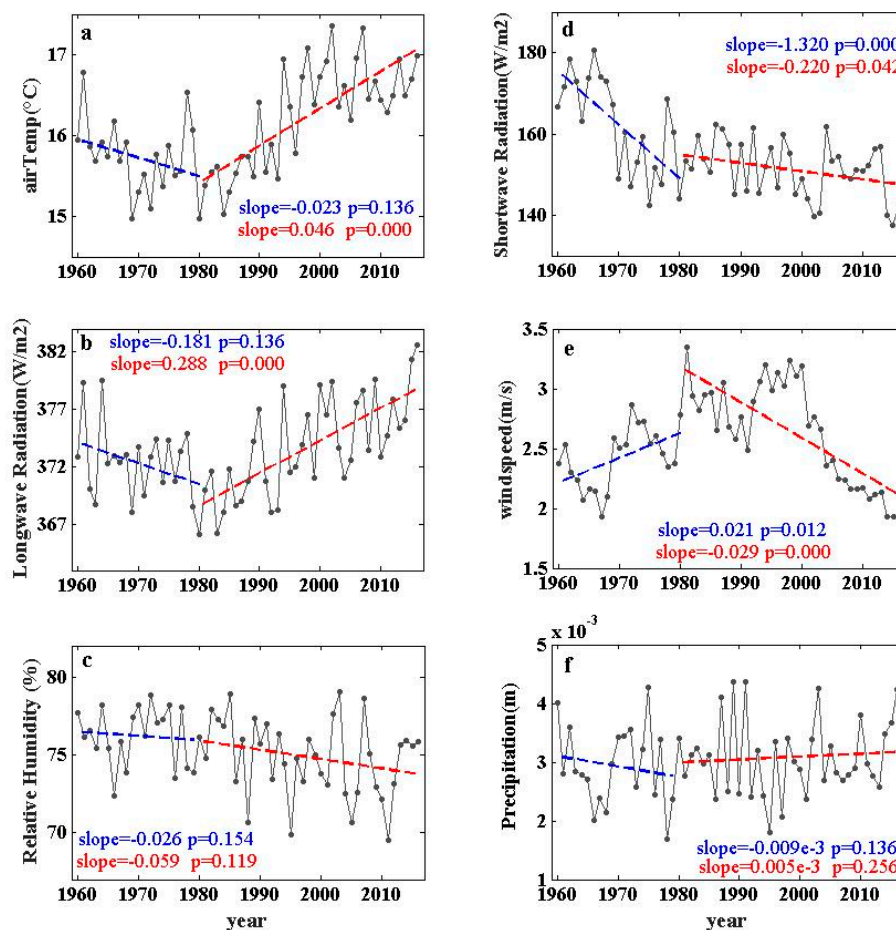 a
17
16
15
airTemp(°C)
slope=-0.023 p=0.136
slope=0.046 p=0.000
1960 1970 1980 1990 2000 2010
d
180
160
140
Shortwave Radiation(W/m2)
slope=-1.320 p=0.000
slope=-0.220 p=0.042
1960 1970 1980 1990 2000 2010
b
382
377
372
367
Longwave Radiation(W/m2)
slope=-0.181 p=0.136
slope=0.288 p=0.000
1960 1970 1980 1990 2000 2010
e
3.5
3
2.5
2
1.5
windspeed(m/s)
slope=0.021 p=0.012
slope=-0.029 p=0.000
1960 1970 1980 1990 2000 2010
c
80
75
70
Relative Humidity (%)
slope=-0.026 p=0.154
slope=-0.059 p=0.119
1960 1970 1980 1990 2000 2010
year
x 10-3
f
5
4
3
2
1
Precipitation(m)
slope=-0.009e-3 p=0.136
slope=0.005e-3 p=0.256
1960 1970 1980 1990 2000 2010
year